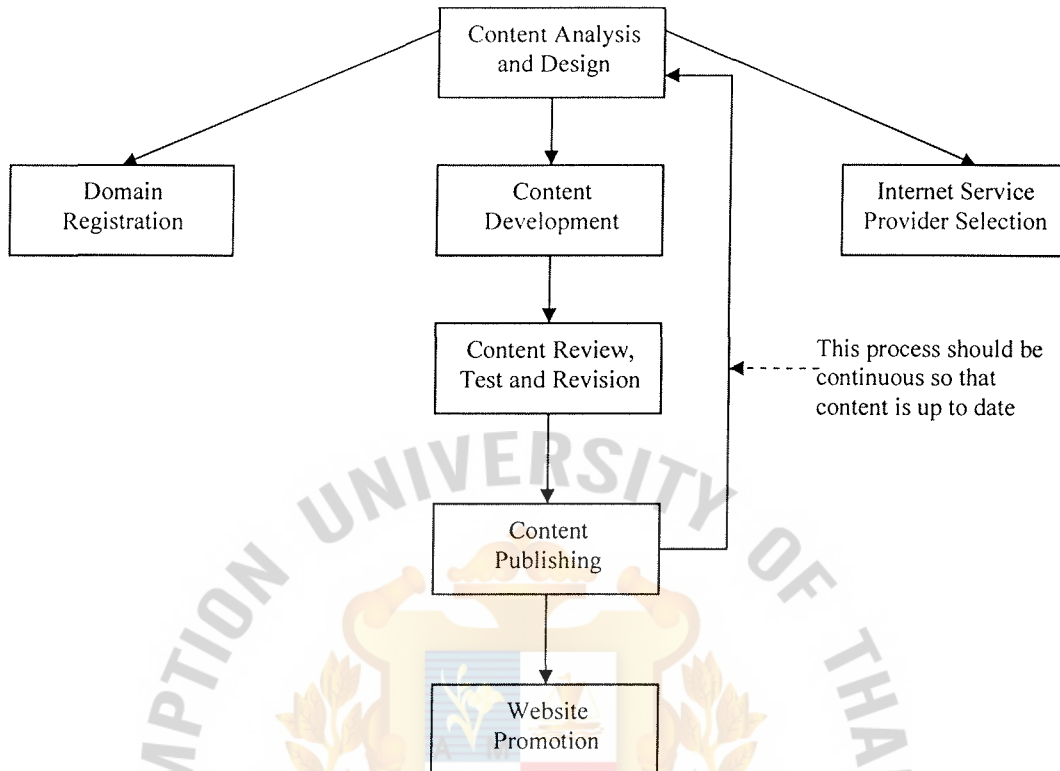 Content Analysis
and Design
Domain
Registration
Content
Development
Internet Service
Provider Selection
Content Review,
Test and Revision
This process should be
continuous so that
content is up to date
Content
Publishing
Website
Promotion
UNIVERSITY OF THA
MPTION
A M